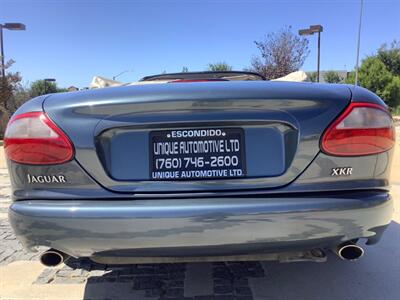 ESCONDIDO
UNIQUE AUTOMOTIVE LTD
(760) 746-2600
UNIQUE AUTOMOTIVE LTD.
JAGUAR
XKR